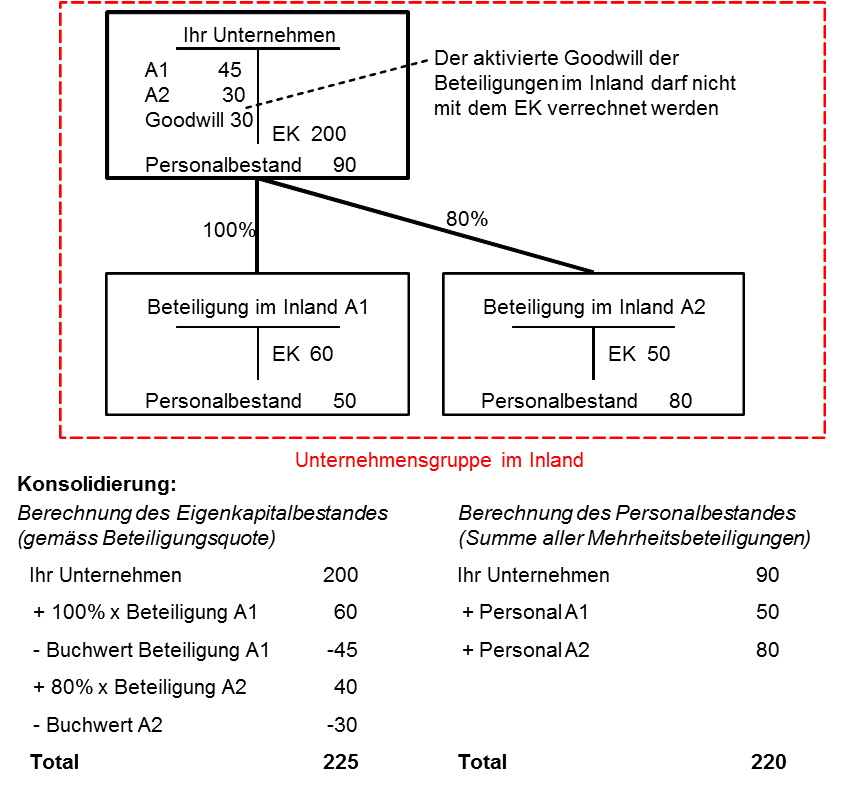 Ihr Unternehmen
A1 45
A2 30
Goodwill 30
EK 200
Personalbestand 90
Der aktivierte Goodwill der
Beteiligungen im Inland darf nicht
mit dem EK verrechnet werden
100%
80%
Beteiligung im Inland A1
EK 60
Personalbestand 50
Beteiligung im Inland A2
EK 50
Personalbestand 80
Unternehmensgruppe im Inland
Konsolidierung:
Berechnung des Eigenkapitalbestandes
(gemäss Beteiligungsquote)
Ihr Unternehmen 200
+ 100% x Beteiligung A1 60
- Buchwert Beteiligung A1 -45
+ 80% x Beteiligung A2 40
- Buchwert A2 -30
Total 225
Berechnung des Personalbestandes
(Summe aller Mehrheitsbeteiligungen)
Ihr Unternehmen 90
+ Personal A1 50
+ Personal A2 80
Total 220